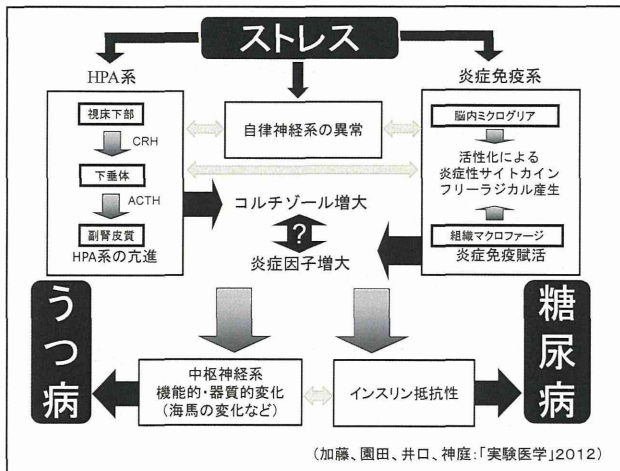 ストレス
HPA系
炎症免疫系
視床下部
CRH
下垂体
ACTH
副腎皮質
HPA系の亢進
自律神経系の異常
脳内ミクログリア
活性化による
炎症性サイトカイン
フリーラジカル産生
組織マクロファージ
炎症免疫賦活
コルチゾール増大
?
炎症因子増大
うつ病
中枢神経系
機能的・器質的変化
(海馬の変化など)
インスリン抵抗性
糖尿病
(加藤、園田、井口、神庭:「実験医学」2012)